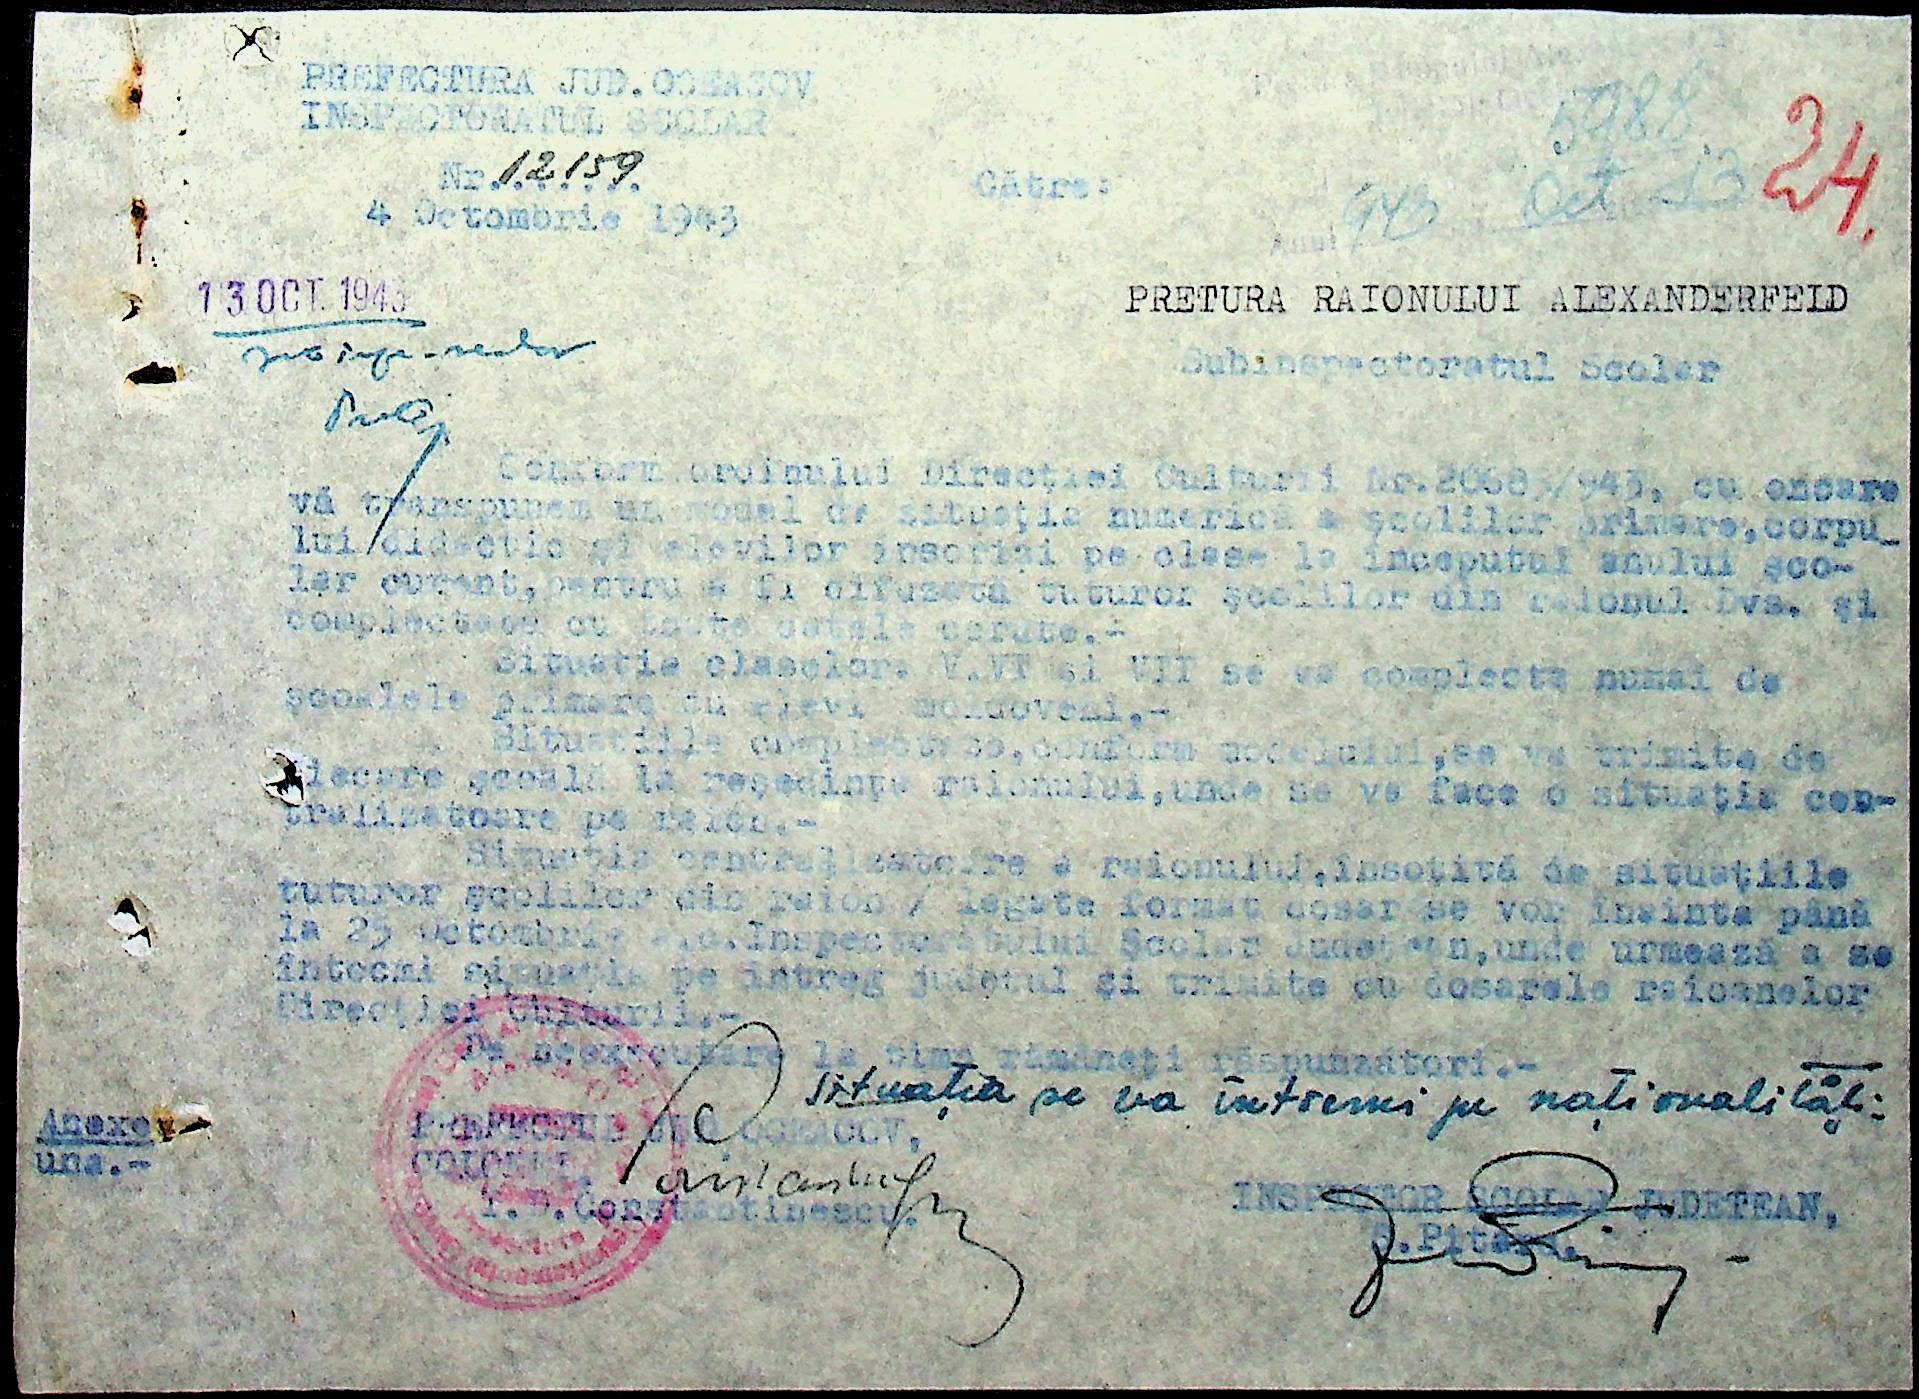 PREFECTURA JUD.OCEACOV
INSPECTORATUL SCOLAR
Nr.12159
4 Octombrie 1943
Către:
5988
943 Oct 13
Anul
24.
13 OCT. 1943
PRETURA RAIONULUI ALEXANDERFELD
Subinspectoratul Scolar
Conform ordinului Direcţiei Culturii Nr.20683/943, cu onoare
vă transpunem un model de situaţie numerică a şcolilor primare,corpu_
lui didactic şi elevilor înscrişi pe clase la începutul anului şco-
lar curent,pentru a fi difuzată tuturor şcolilor din raionul Dvs. şi
complectate cu toate datele cerute.-
Situatia claselor. V.VI si VII se va complecta numai de
şcoalele primare cu elevi moldoveni.-
Situatiile complectate,conform modelului,se va trimite de
fiecare şcoală la reşedinţa raionului,unde se va face o situaţie cen-
tralizatoare pe raion.-
Situaţia centralizatoare a raionului,însoţită de situaţiile
tuturor şcolilor din raion / legate format dosar se vor înainta până
la 25 Octombrie a.c.Inspectoratului Şcolar Judeţean,unde urmează a se
întocmi situaţia pe întreg judeţul şi trimite cu dosarele raioanelor
Direcţiei Culturii.-
De neexecutare la timp rămâneţi răspunzători.-
Situaţia se va întocmi pe naţionalităţi:
Anexe
una.-
PREFECTUL JUD. OCEACOV,
COLONEL,
I.D.Constantinescu.
INSPECTOR SCOLAR JUDETEAN,